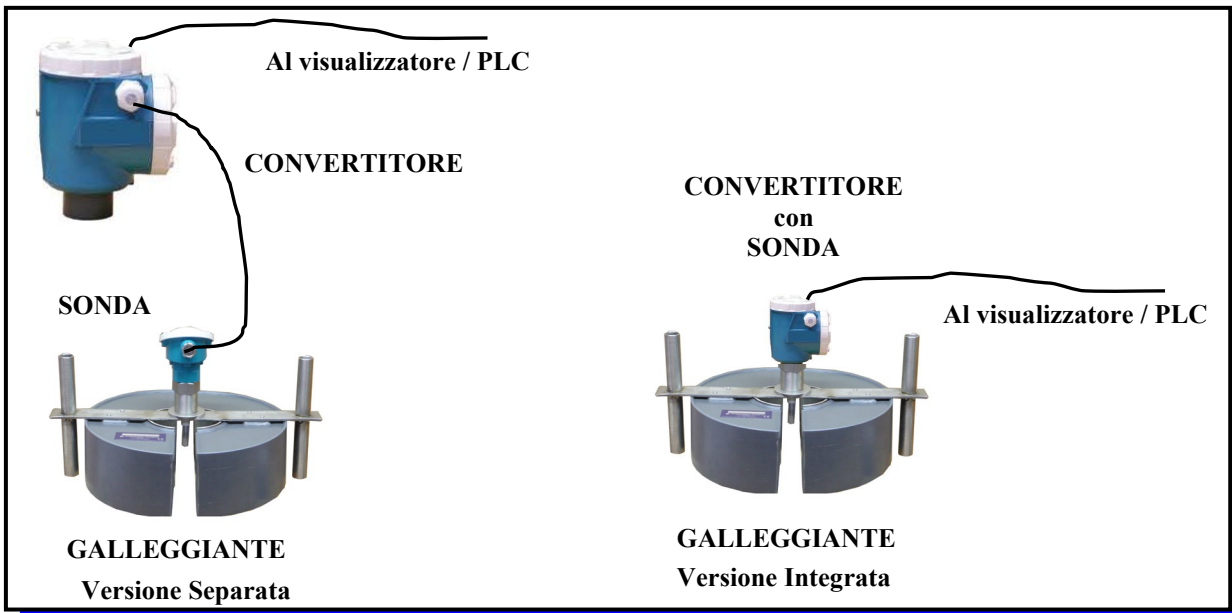 Al visualizzatore / PLC
CONVERTITORE
SONDA
GALLEGGIANTE
Versione Separata
CONVERTITORE
con
SONDA
Al visualizzatore / PLC
GALLEGGIANTE
Versione Integrata